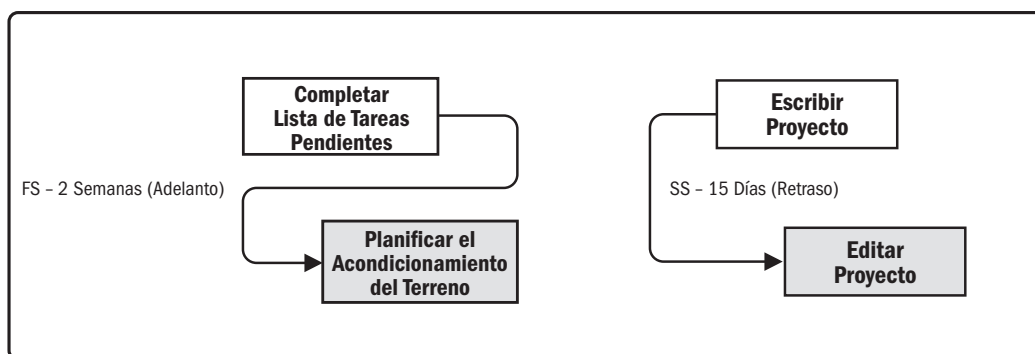 Completar
Lista de Tareas
Pendientes
FS – 2 Semanas (Adelanto)
Planificar el
Acondicionamiento
del Terreno
Escribir
Proyecto
SS – 15 Días (Retraso)
Editar
Proyecto